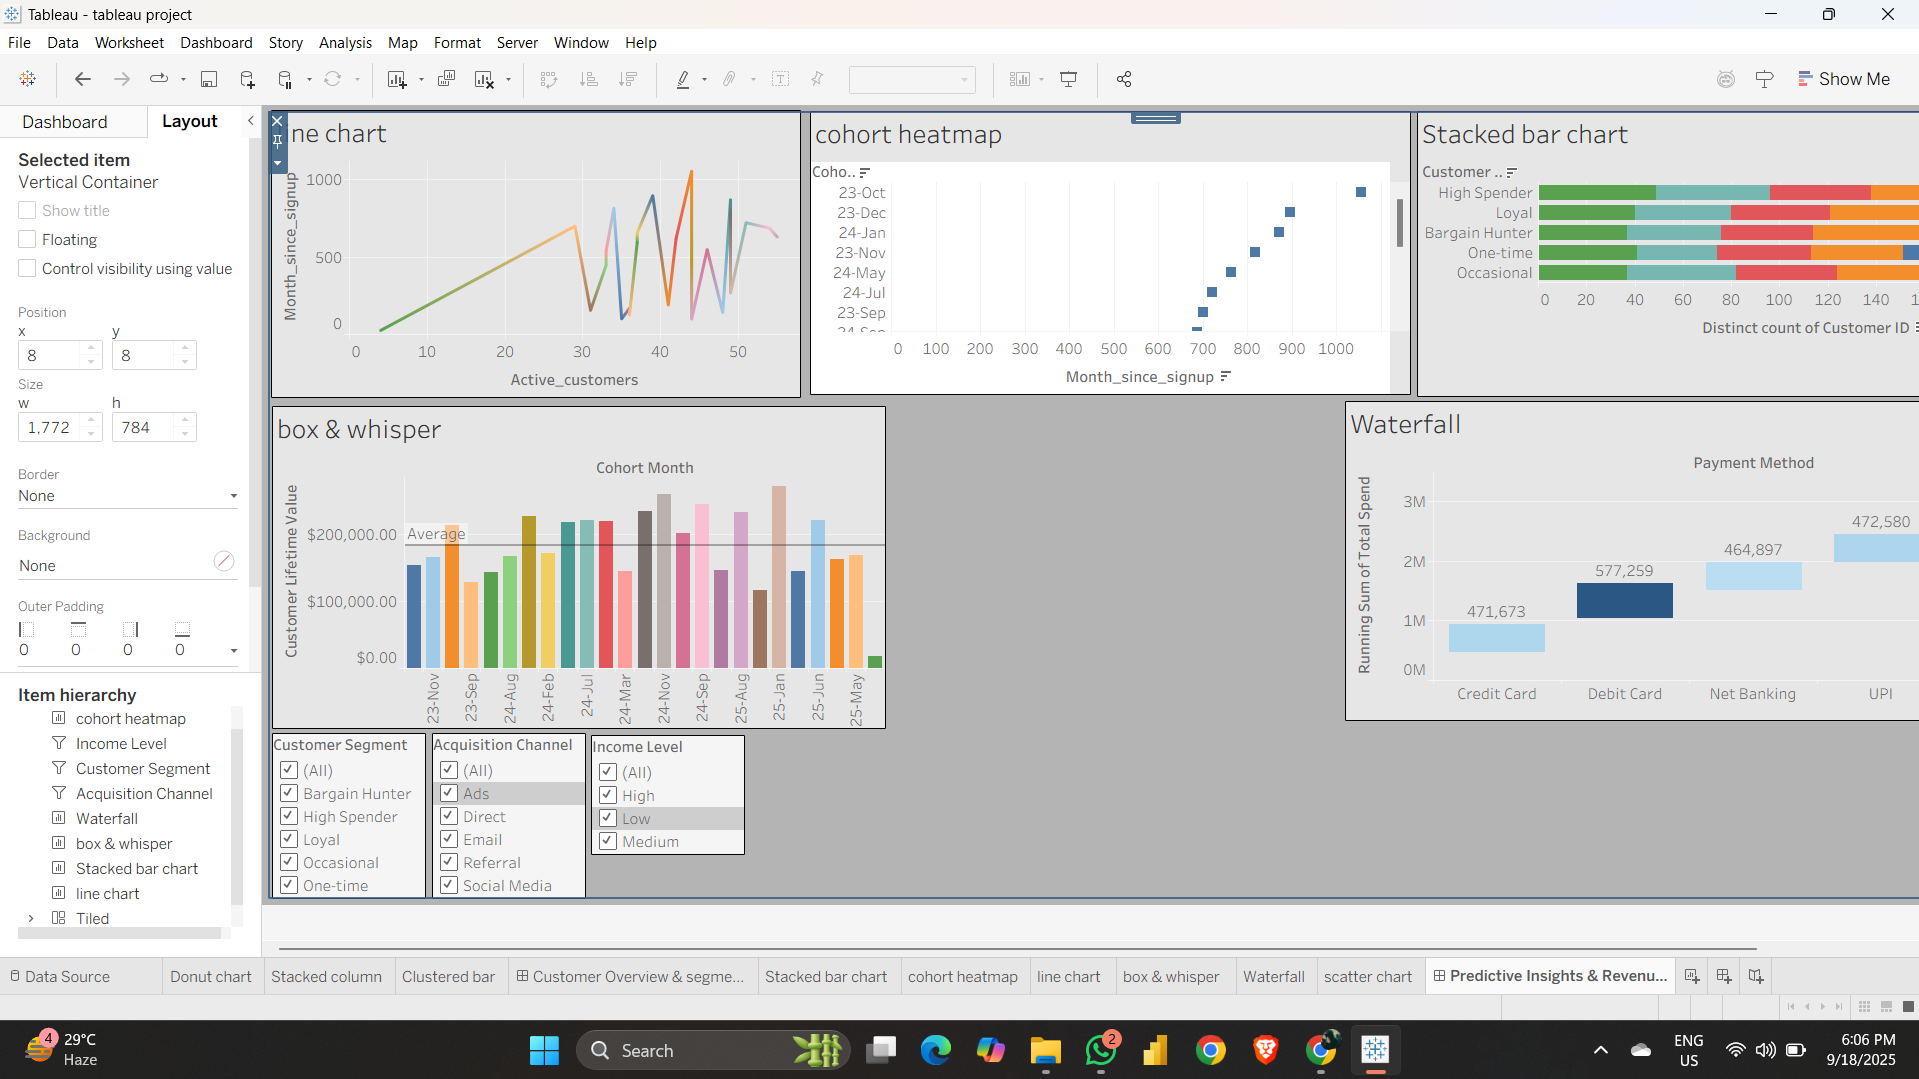 Tableau - tableau project
File Data Worksheet Dashboard Story Analysis Map Format Server Window Help
Show Me
Dashboard Layout
Selected item
Vertical Container
Show title
Floating
Control visibility using value
Position
x y
8 8
Size
w h
1,772 784
Border
None
Background
None
Outer Padding
0 0 0 0
Item hierarchy
cohort heatmap
Income Level
Customer Segment
Acquisition Channel
Waterfall
box & whisper
Stacked bar chart
line chart
Tiled
ine chart
Month_since_signup
1000
500
0
0 10 20 30 40 50
Active_customers
cohort heatmap
Coho..
23-Oct
23-Dec
24-Jan
23-Nov
24-May
24-Jul
23-Sep
24-Sep
0 100 200 300 400 500 600 700 800 900 1000
Month_since_signup
Stacked bar chart
Customer ..
High Spender
Loyal
Bargain Hunter
One-time
Occasional
0 20 40 60 80 100 120 140 1
Distinct count of Customer ID
box & whisper
Cohort Month
Customer Lifetime Value
$200,000.00
$100,000.00
$0.00
Average
23-Nov 23-Sep 24-Aug 24-Feb 24-Jul 24-Mar 24-Nov 24-Sep 25-Aug 25-Jan 25-Jun 25-May
Waterfall
Payment Method
Running Sum of Total Spend
3M
2M
1M
0M
471,673
577,259
464,897
472,580
Credit Card Debit Card Net Banking UPI
Customer Segment
(All)
Bargain Hunter
High Spender
Loyal
Occasional
One-time
Acquisition Channel
(All)
Ads
Direct
Email
Referral
Social Media
Income Level
(All)
High
Low
Medium
Data Source Donut chart Stacked column Clustered bar Customer Overview & segme... Stacked bar chart cohort heatmap line chart box & whisper Waterfall scatter chart Predictive Insights & Revenu...
4
29°C
Haze
Search
2
ENG
US
6:06 PM
9/18/2025